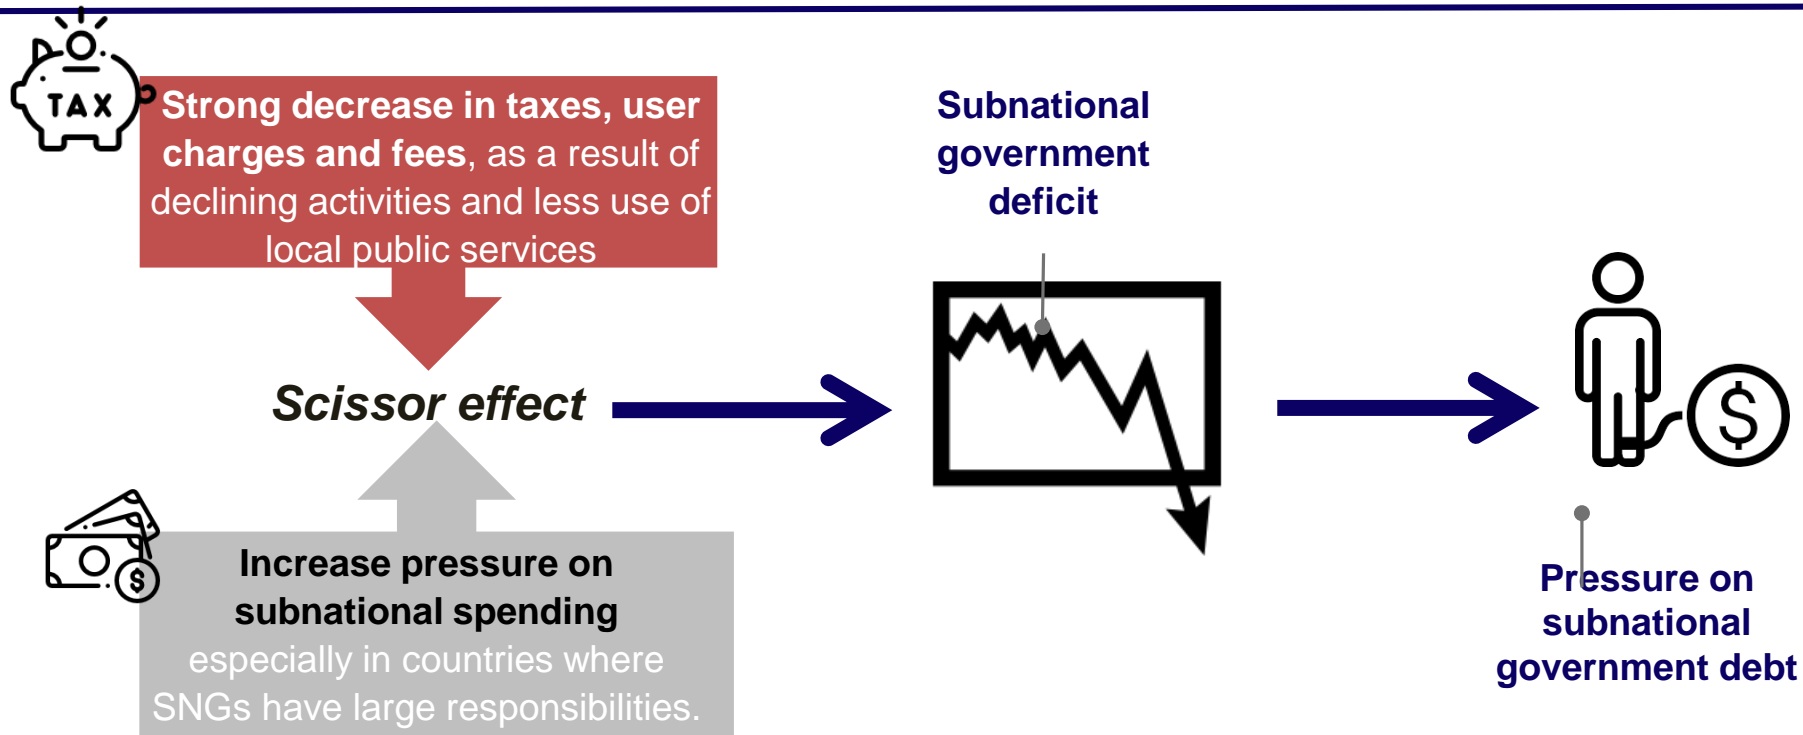 TAX
Strong decrease in taxes, user
charges and fees, as a result of
declining activities and less use of
local public services
Scissor effect
$
Increase pressure on
subnational spending
especially in countries where
SNGs have large responsibilities.
Subnational
government
deficit
$
Pressure on
subnational
government debt